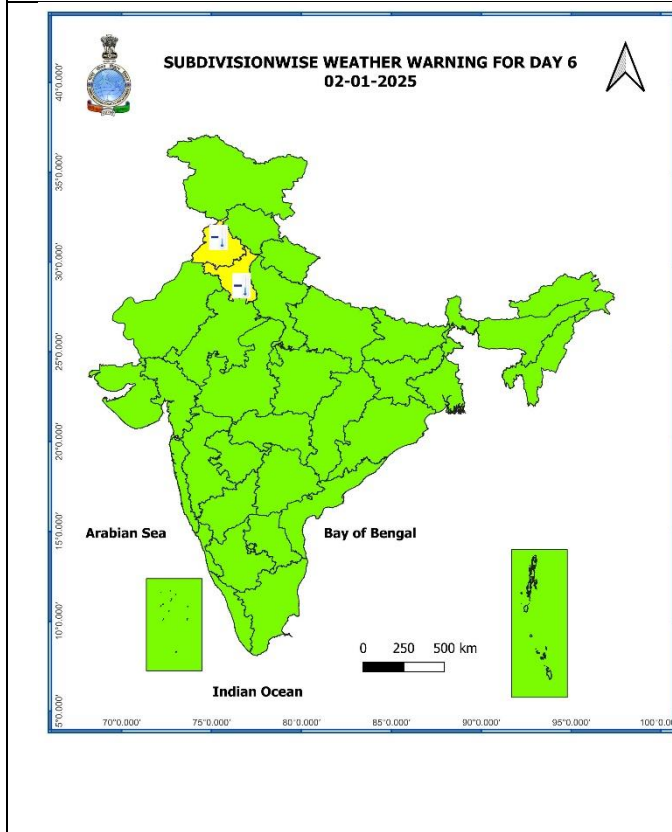 SUBDIVISIONWISE WEATHER WARNING FOR DAY 6
02-01-2025
40°0.000'
35°0.000'
30°0.000'
25°0.000'
20°0.000'
15°0.000'
10°0.000'
5°0.000'
Arabian Sea
Bay of Bengal
0 250 500 km
Indian Ocean
70°0.000' 75°0.000' 80°0.000' 85°0.000' 90°0.000' 95°0.000' 100°0.0